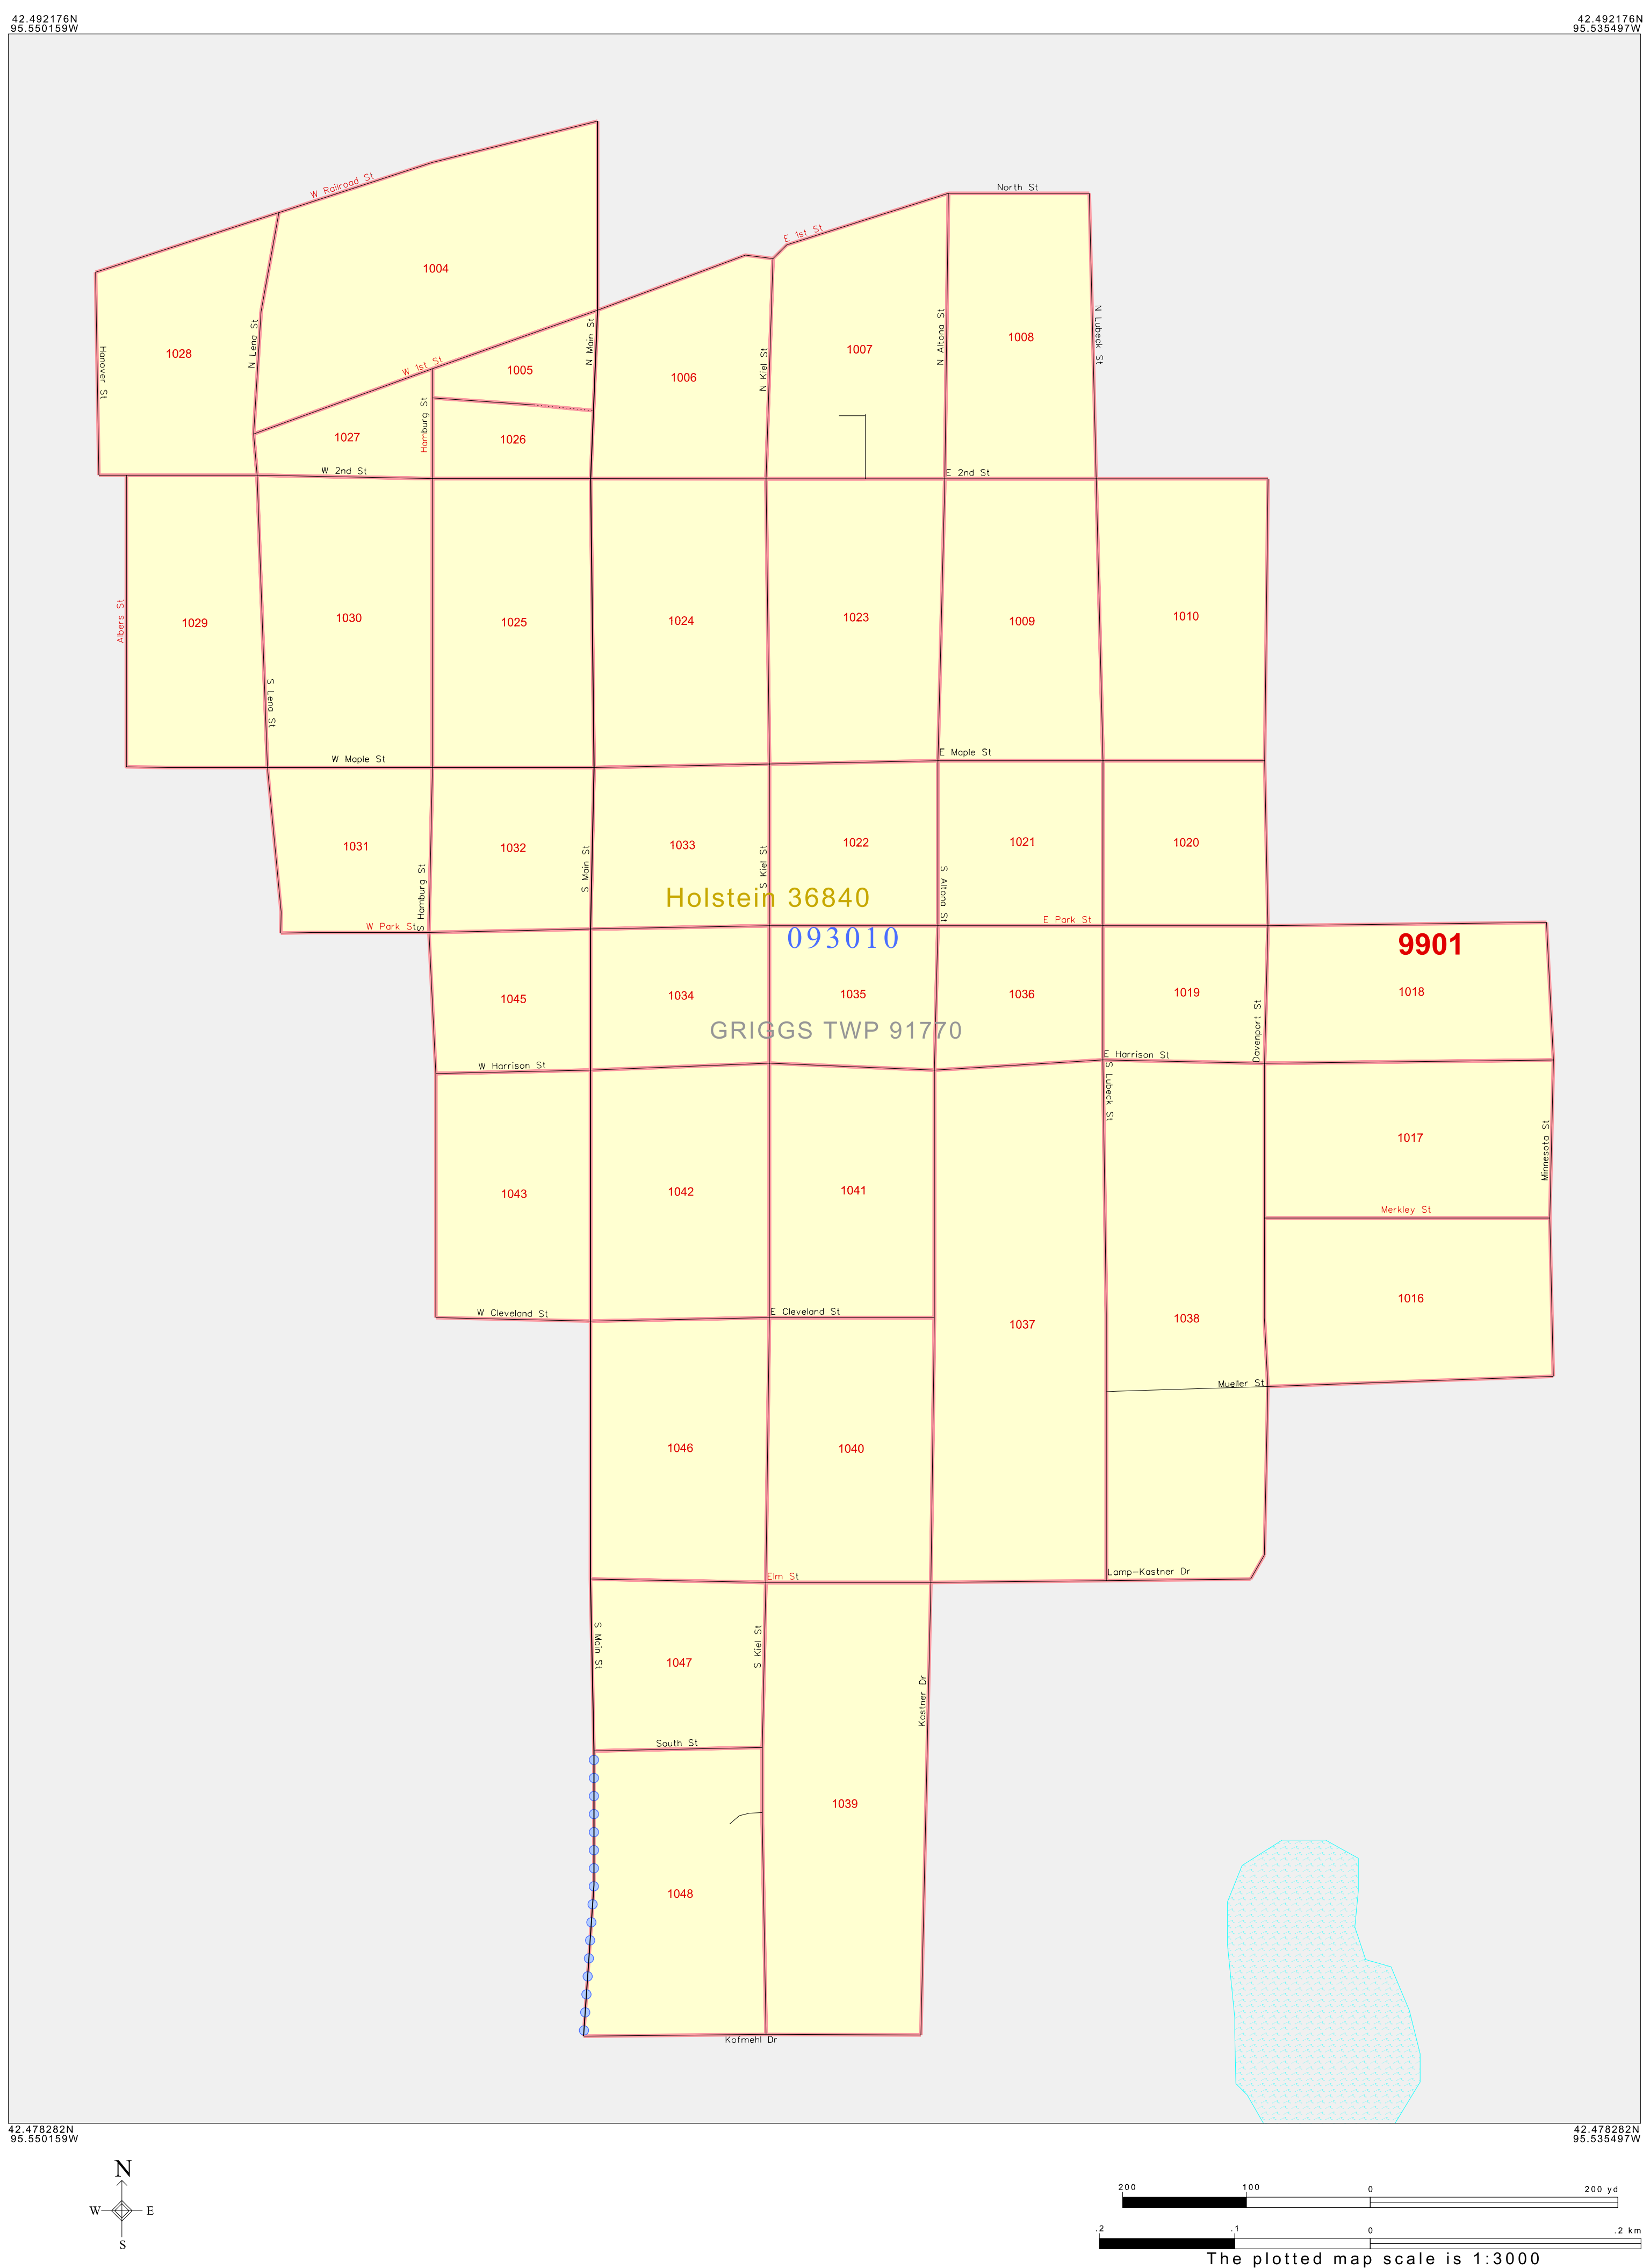 42.492176N
95.550159W
42.492176N
95.535497W
W Railroad St
North St
E 1st St
1004
N Lena St
N Main St
N Altona St
N Lubeck St
1008
1028
Hanover St
1007
N Kiel St
W 1st St
1005
1006
Hamburg St
1027
1026
W 2nd St
E 2nd St
Albers St
1029
1030
1025
1024
1023
1009
1010
S Lena St
W Maple St
E Maple St
1031
1032
1033
1022
1021
1020
S Hamburg St
S Main St
S Kiel St
S Altona St
Holstein 36840
W Park St
E Park St
093010
9901
1045
1034
1035
1036
1019
1018
Davenport St
GRIGGS TWP 91770
W Harrison St
E Harrison St
S Lubeck St
1017
Minnesota St
1043
1042
1041
Merkley St
W Cleveland St
E Cleveland St
1037
1038
1016
Mueller St
1046
1040
Elm St
Lamp-Kastner Dr
S Main St
S Kiel St
1047
Kastner Dr
South St
1039
1048
Kofmehl Dr
42.478282N
95.550159W
42.478282N
95.535497W
N
W E
S
200 100 0 200 yd
.2 .1 0 .2 km
The plotted map scale is 1:3000